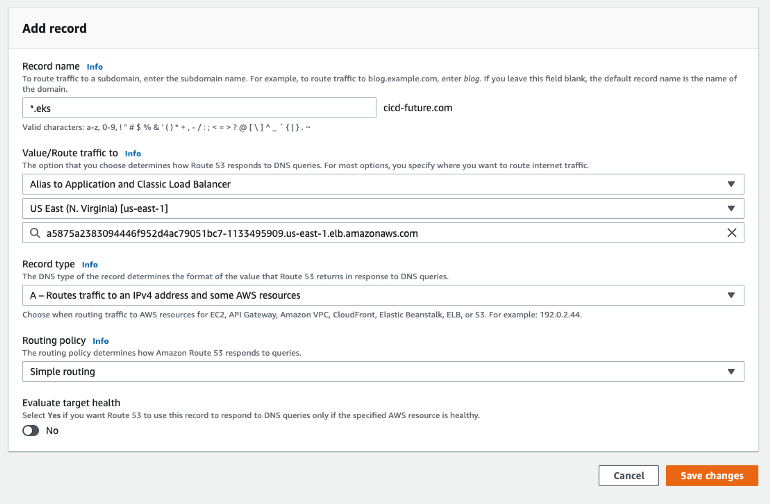 Add record
Record name Info
To route traffic to a subdomain, enter the subdomain name. For example, to route traffic to blog.example.com, enter blog. If you leave this field blank, the default record name is the name of
the domain.
*.eks cicd-future.com
Valid characters: a-z, 0-9, ! " # $ % & ' ( ) * + , - / : ; < = > ? @ [ \ ] ^ _ ` { | } . ~
Value/Route traffic to Info
The option that you choose determines how Route 53 responds to DNS queries. For most options, you specify where you want to route internet traffic.
Alias to Application and Classic Load Balancer
US East (N. Virginia) [us-east-1]
a5875a2383094446f952d4ac79051bc7-1133495909.us-east-1.elb.amazonaws.com
Record type Info
The DNS type of the record determines the format of the value that Route 53 returns in response to DNS queries.
A – Routes traffic to an IPv4 address and some AWS resources
Choose when routing traffic to AWS resources for EC2, API Gateway, Amazon VPC, CloudFront, Elastic Beanstalk, ELB, or S3. For example: 192.0.2.44.
Routing policy Info
The routing policy determines how Amazon Route 53 responds to queries.
Simple routing
Evaluate target health
Select Yes if you want Route 53 to use this record to respond to DNS queries only if the specified AWS resource is healthy.
No
Cancel Save changes